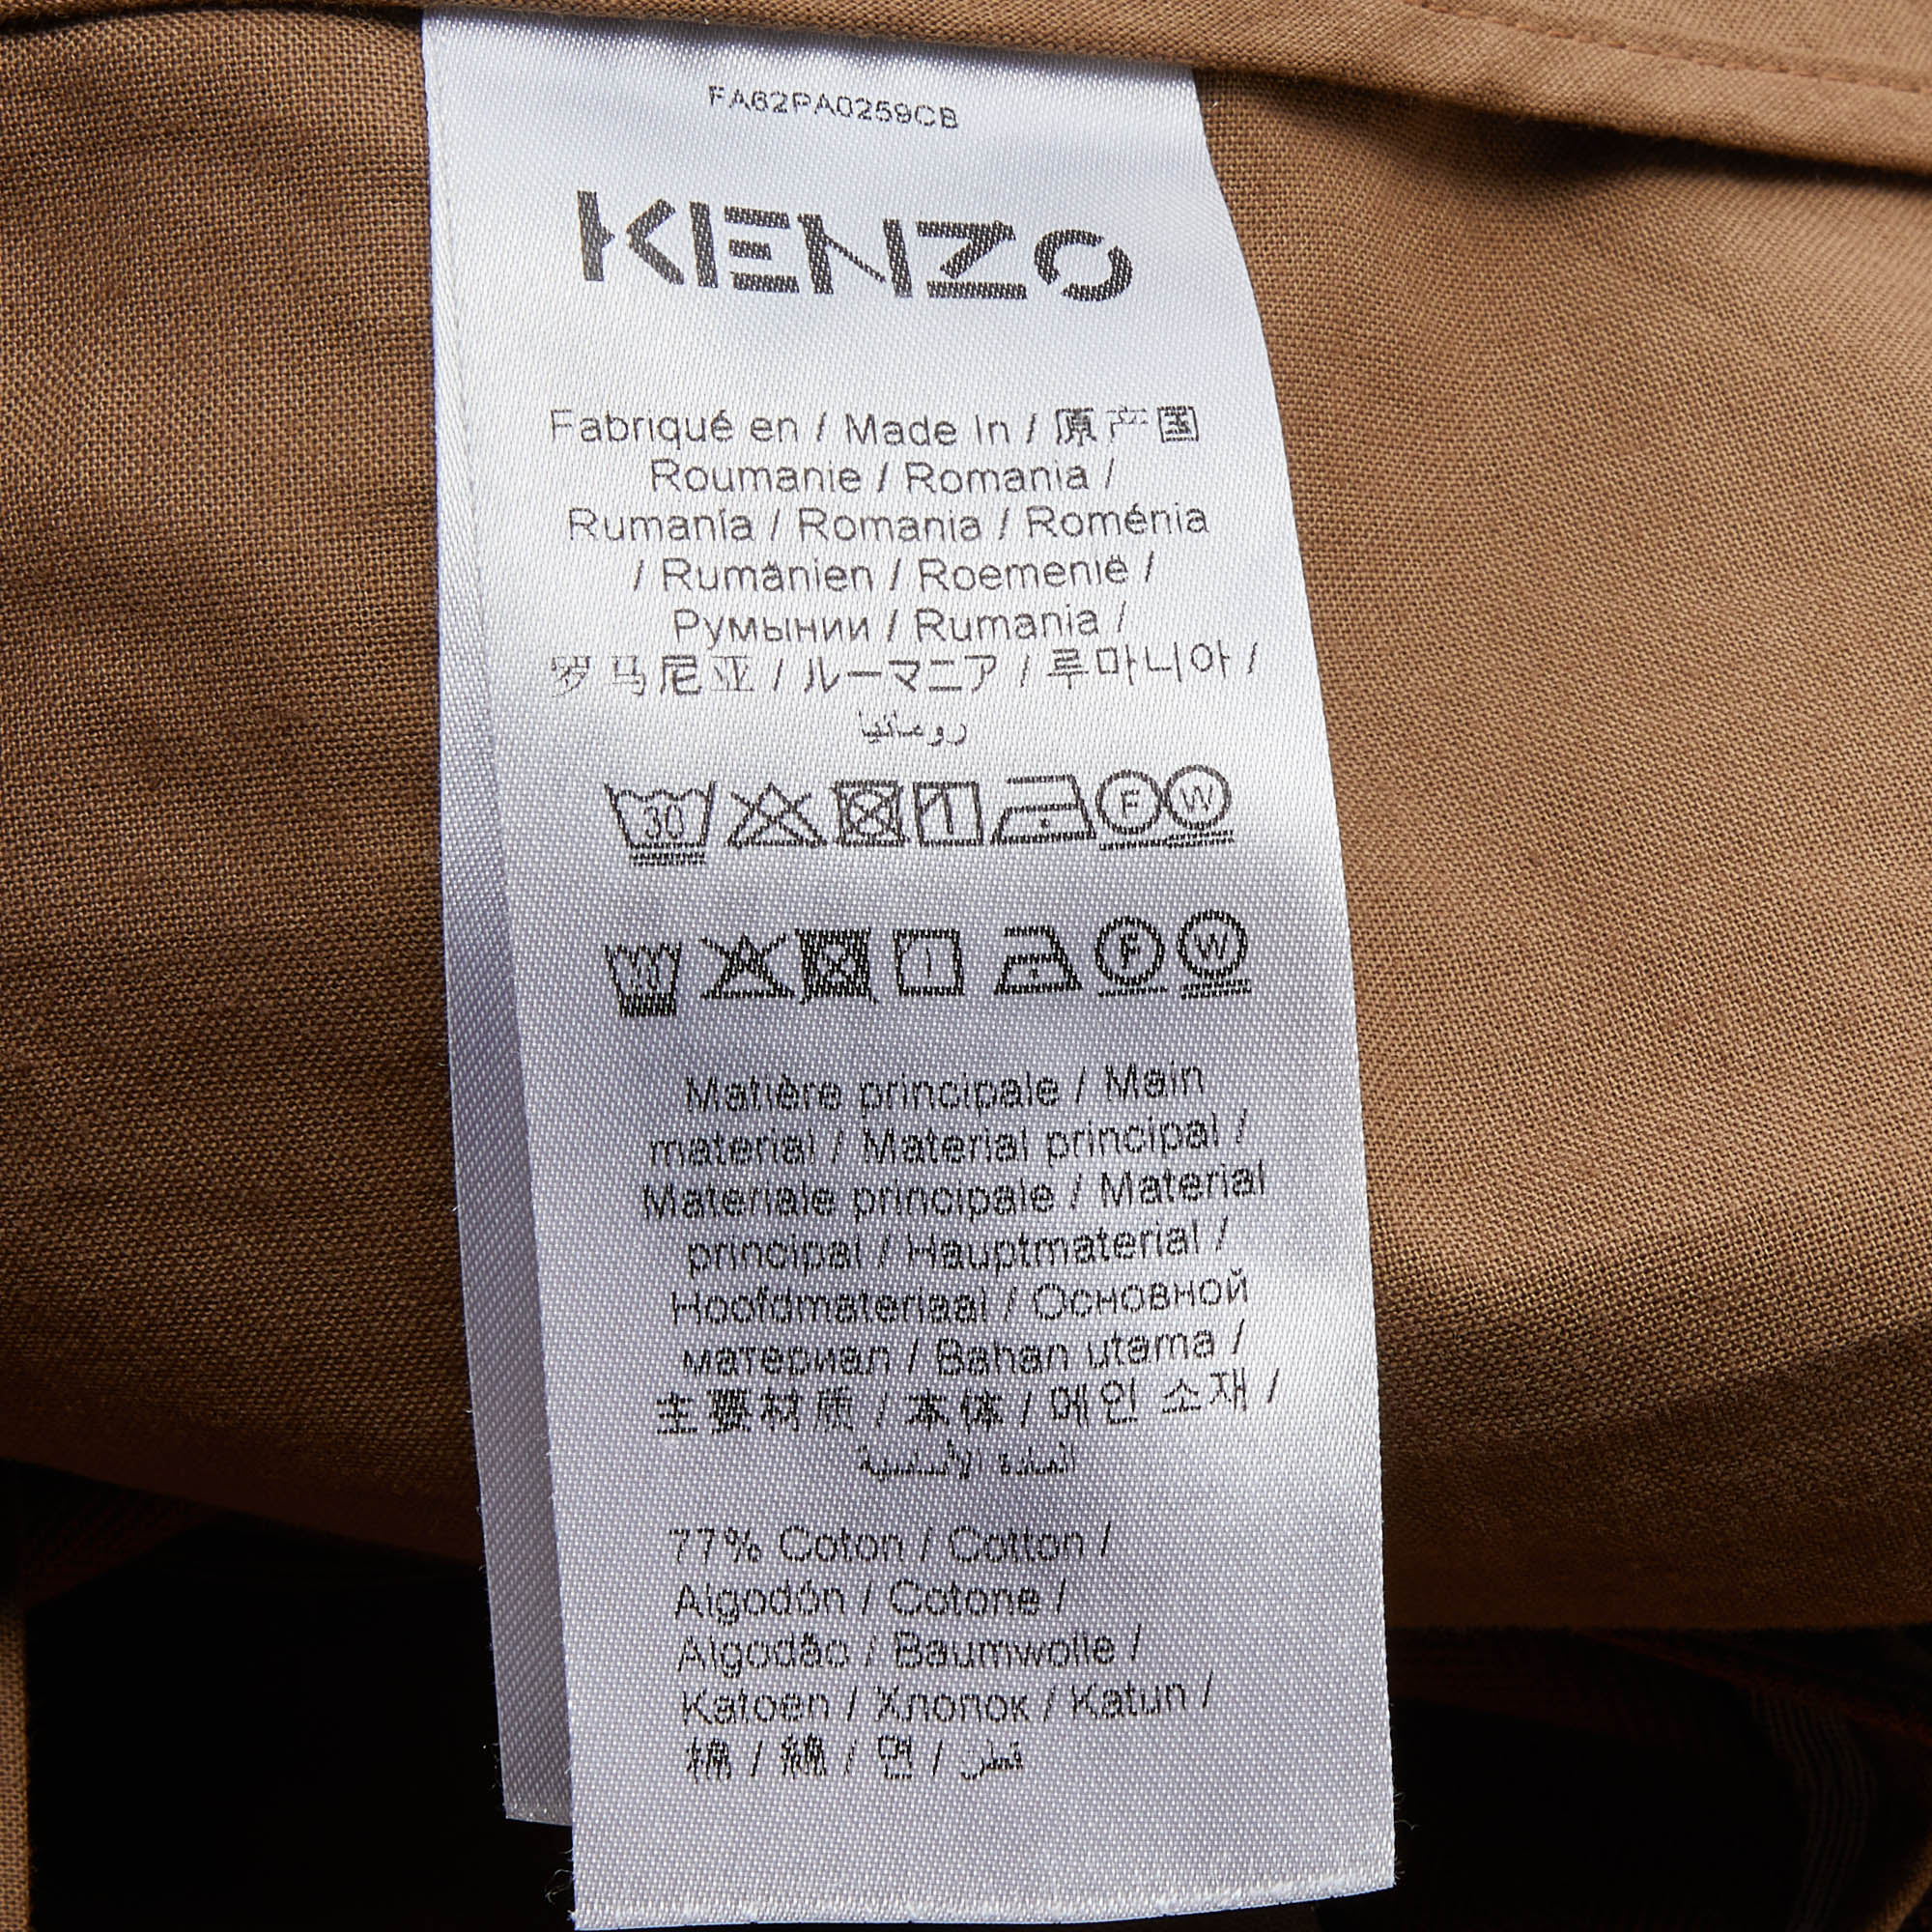 FA62PA0259CB
KENZO
Fabriqué en / Made In / 原产国
Roumanie / Romania /
Rumanía / Romania / Roménia
/ Rumänien / Roemenië /
Румынии / Rumania /
罗马尼亚 / ルーマニア / 루마니아 /
رومانيا
30 F W
F W
Matière principale / Main
material / Material principal /
Materiale principale / Material
principal / Hauptmaterial /
Hoofdmateriaal / Основной
материал / Bahan utama /
主要材质 / 本体 / 메인 소재 /
المادة الأساسية
77% Coton / Cotton /
Algodón / Cotone /
Algodão / Baumwolle /
Katoen / Хлопок / Katun /
棉 / 綿 / 면 / قطن